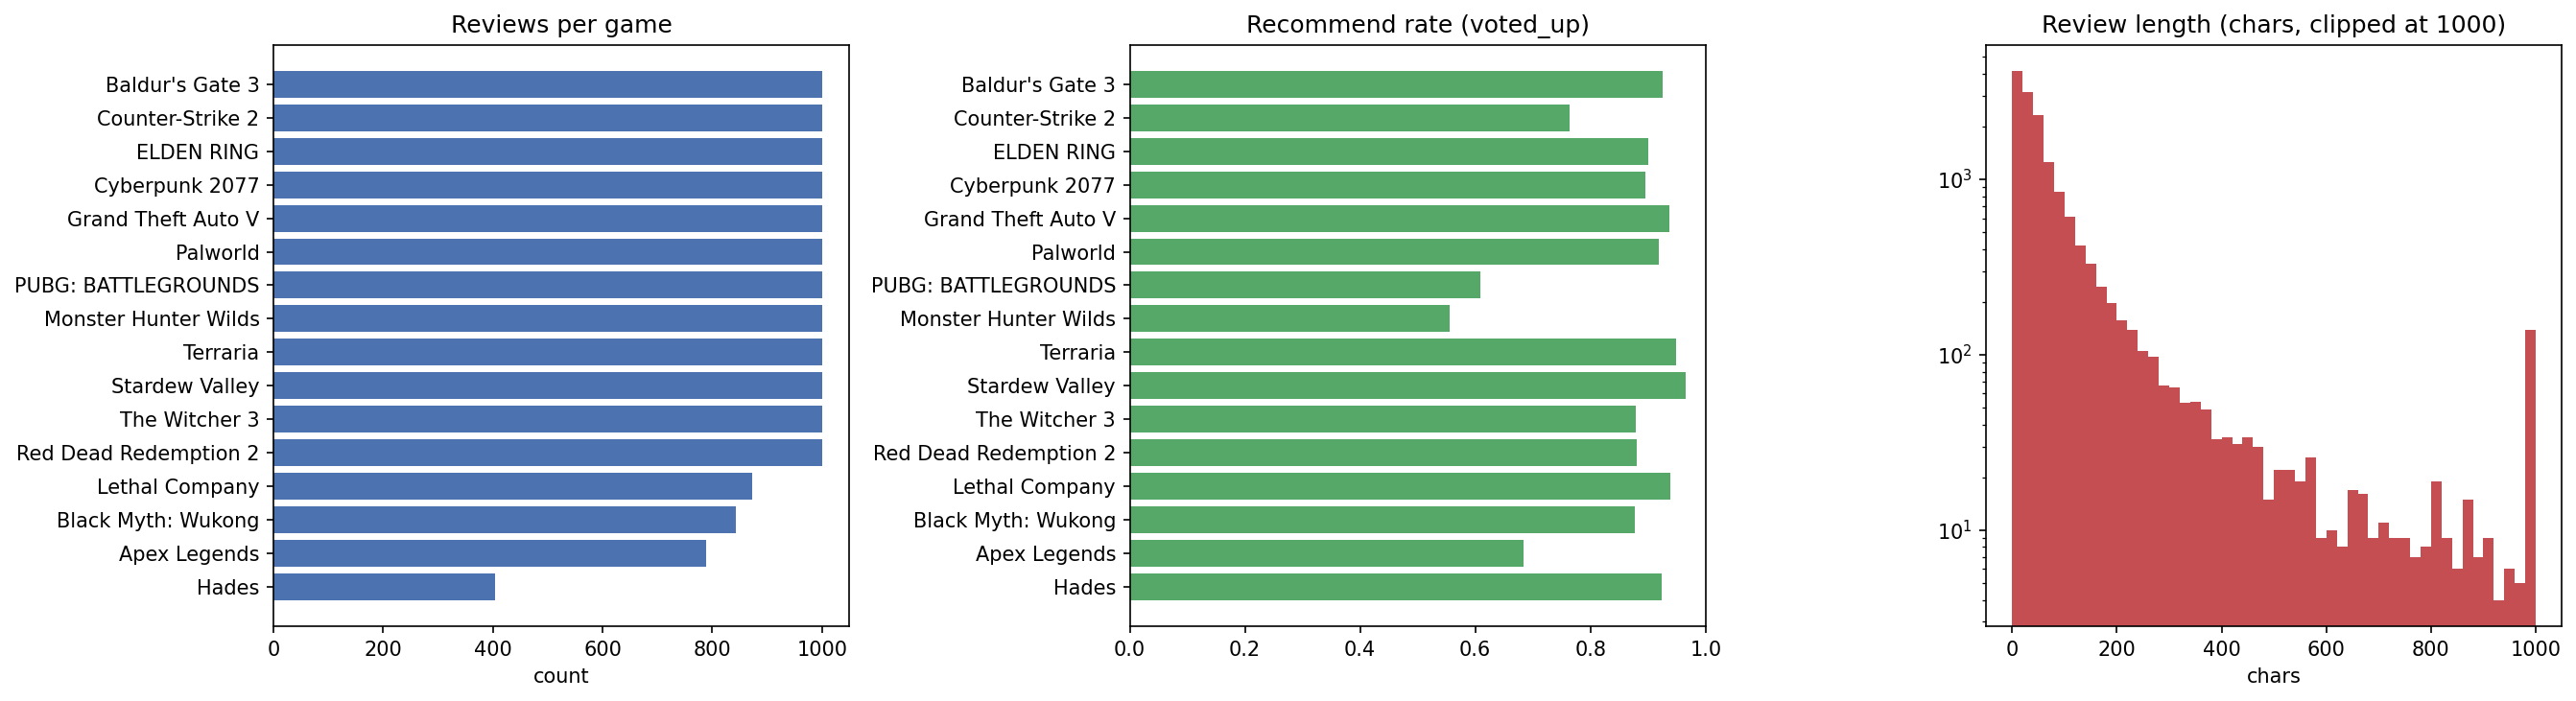 Reviews per game
Baldur's Gate 3
Counter-Strike 2
ELDEN RING
Cyberpunk 2077
Grand Theft Auto V
Palworld
PUBG: BATTLEGROUNDS
Monster Hunter Wilds
Terraria
Stardew Valley
The Witcher 3
Red Dead Redemption 2
Lethal Company
Black Myth: Wukong
Apex Legends
Hades
0 200 400 600 800 1000
count
Recommend rate (voted_up)
Baldur's Gate 3
Counter-Strike 2
ELDEN RING
Cyberpunk 2077
Grand Theft Auto V
Palworld
PUBG: BATTLEGROUNDS
Monster Hunter Wilds
Terraria
Stardew Valley
The Witcher 3
Red Dead Redemption 2
Lethal Company
Black Myth: Wukong
Apex Legends
Hades
0.0 0.2 0.4 0.6 0.8 1.0
Review length (chars, clipped at 1000)
10³
10²
10¹
0 200 400 600 800 1000
chars